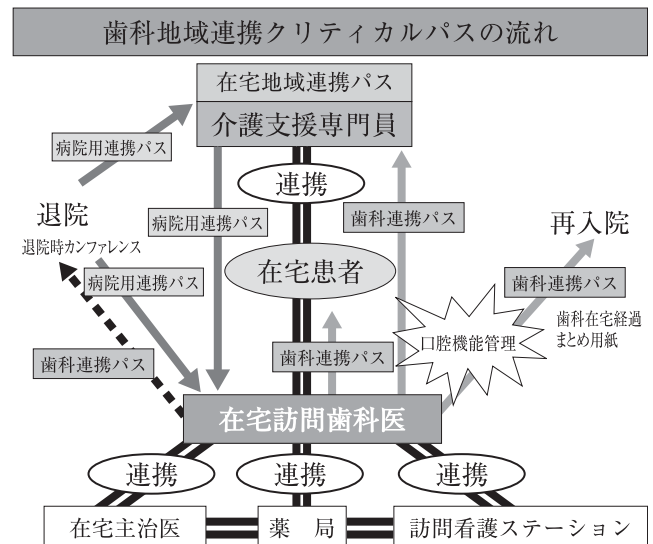 歯科地域連携クリティカルパスの流れ
在宅地域連携パス
介護支援専門員
病院用連携パス
連携
退院
退院時カンファレンス
病院用連携パス
歯科連携パス
再入院
病院用連携パス
在宅患者
歯科連携パス
歯科在宅経過
まとめ用紙
口腔機能管理
歯科連携パス
歯科連携パス
在宅訪問歯科医
連携
連携
連携
在宅主治医
薬　局
訪問看護ステーション